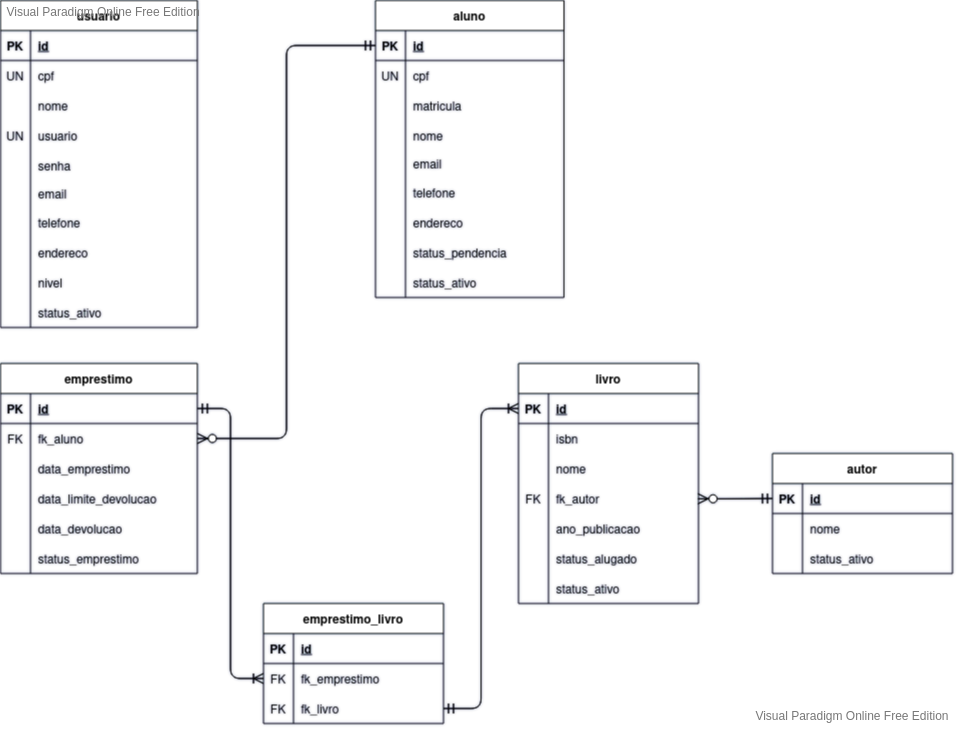 Visual Paradigm Online Free Edition
usuario
PK id
UN cpf
nome
UN usuario
senha
email
telefone
endereco
nivel
status_ativo
aluno
PK id
UN cpf
matricula
nome
email
telefone
endereco
status_pendencia
status_ativo
emprestimo
PK id
FK fk_aluno
data_emprestimo
data_limite_devolucao
data_devolucao
status_emprestimo
livro
PK id
isbn
nome
FK fk_autor
ano_publicacao
status_alugado
status_ativo
autor
PK id
nome
status_ativo
emprestimo_livro
PK id
FK fk_emprestimo
FK fk_livro
Visual Paradigm Online Free Edition